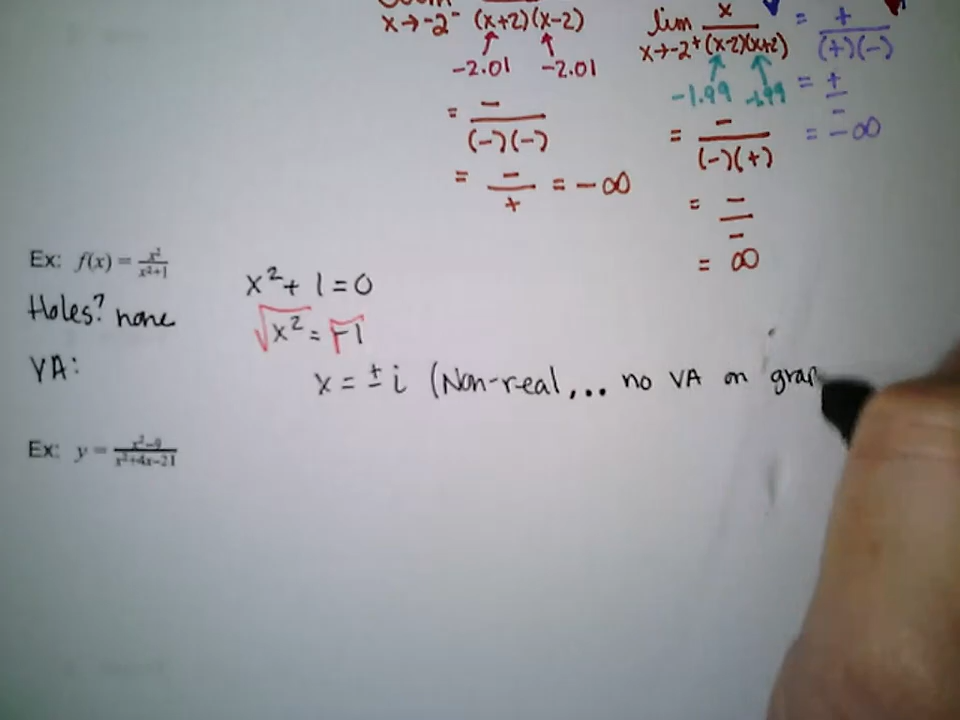 x→-2⁻ (x+2)(x-2)
-2.01 -2.01
= -/(-)(-)
= -/+ = -∞
lim x/(x-2)(x+2) = +/(+)(-)
x→-2⁺
-1.99 -1.99 = +/-
= -/(-)(+) = -∞
= -/-
= ∞
Ex: f(x) = x²/x²+1
Holes? none
VA:
x² + 1 = 0
√x² = √-1
x = ± i (Non-real, ... no VA on grap
Ex: y = x²-9/x²+4x-21